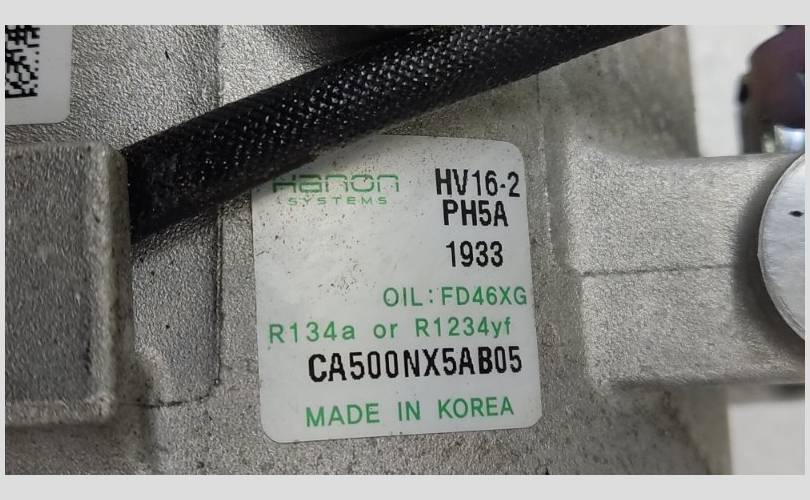 Hanon
SYSTEMS
HV16-2
PH5A
1933
OIL:FD46XG
R134a or R1234yf
CA500NX5AB05
MADE IN KOREA